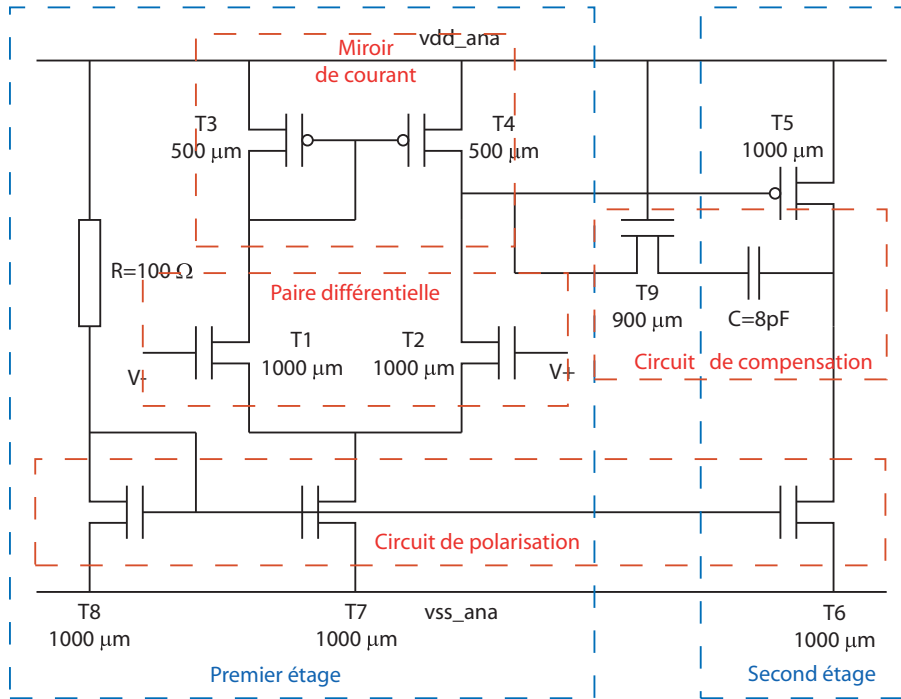 vdd_ana
Miroir
de courant
T3
500 µm
T4
500 µm
T5
1000 µm
R=100 Ω
Paire différentielle
T9
900 µm
C=8pF
T1
1000 µm
T2
1000 µm
V-
V+
Circuit de compensation
Circuit de polarisation
T8
1000 µm
T7
1000 µm
vss_ana
T6
1000 µm
Premier étage
Second étage